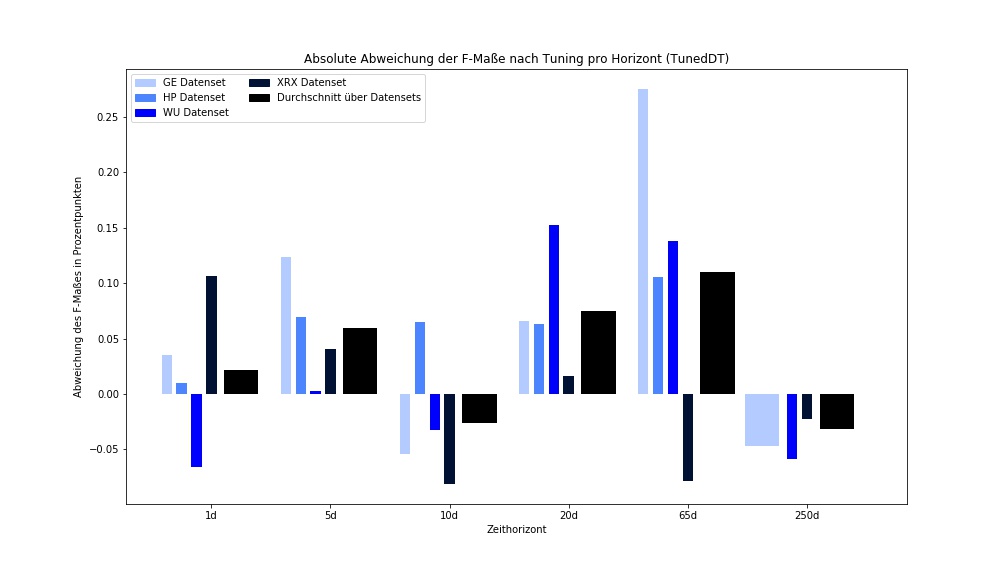 Absolute Abweichung der F-Maße nach Tuning pro Horizont (TunedDT)
GE Datenset
HP Datenset
WU Datenset
XRX Datenset
Durchschnitt über Datensets
Abweichung des F-Maßes in Prozentpunkten
0.25
0.20
0.15
0.10
0.05
0.00
−0.05
1d
5d
10d
20d
65d
250d
Zeithorizont